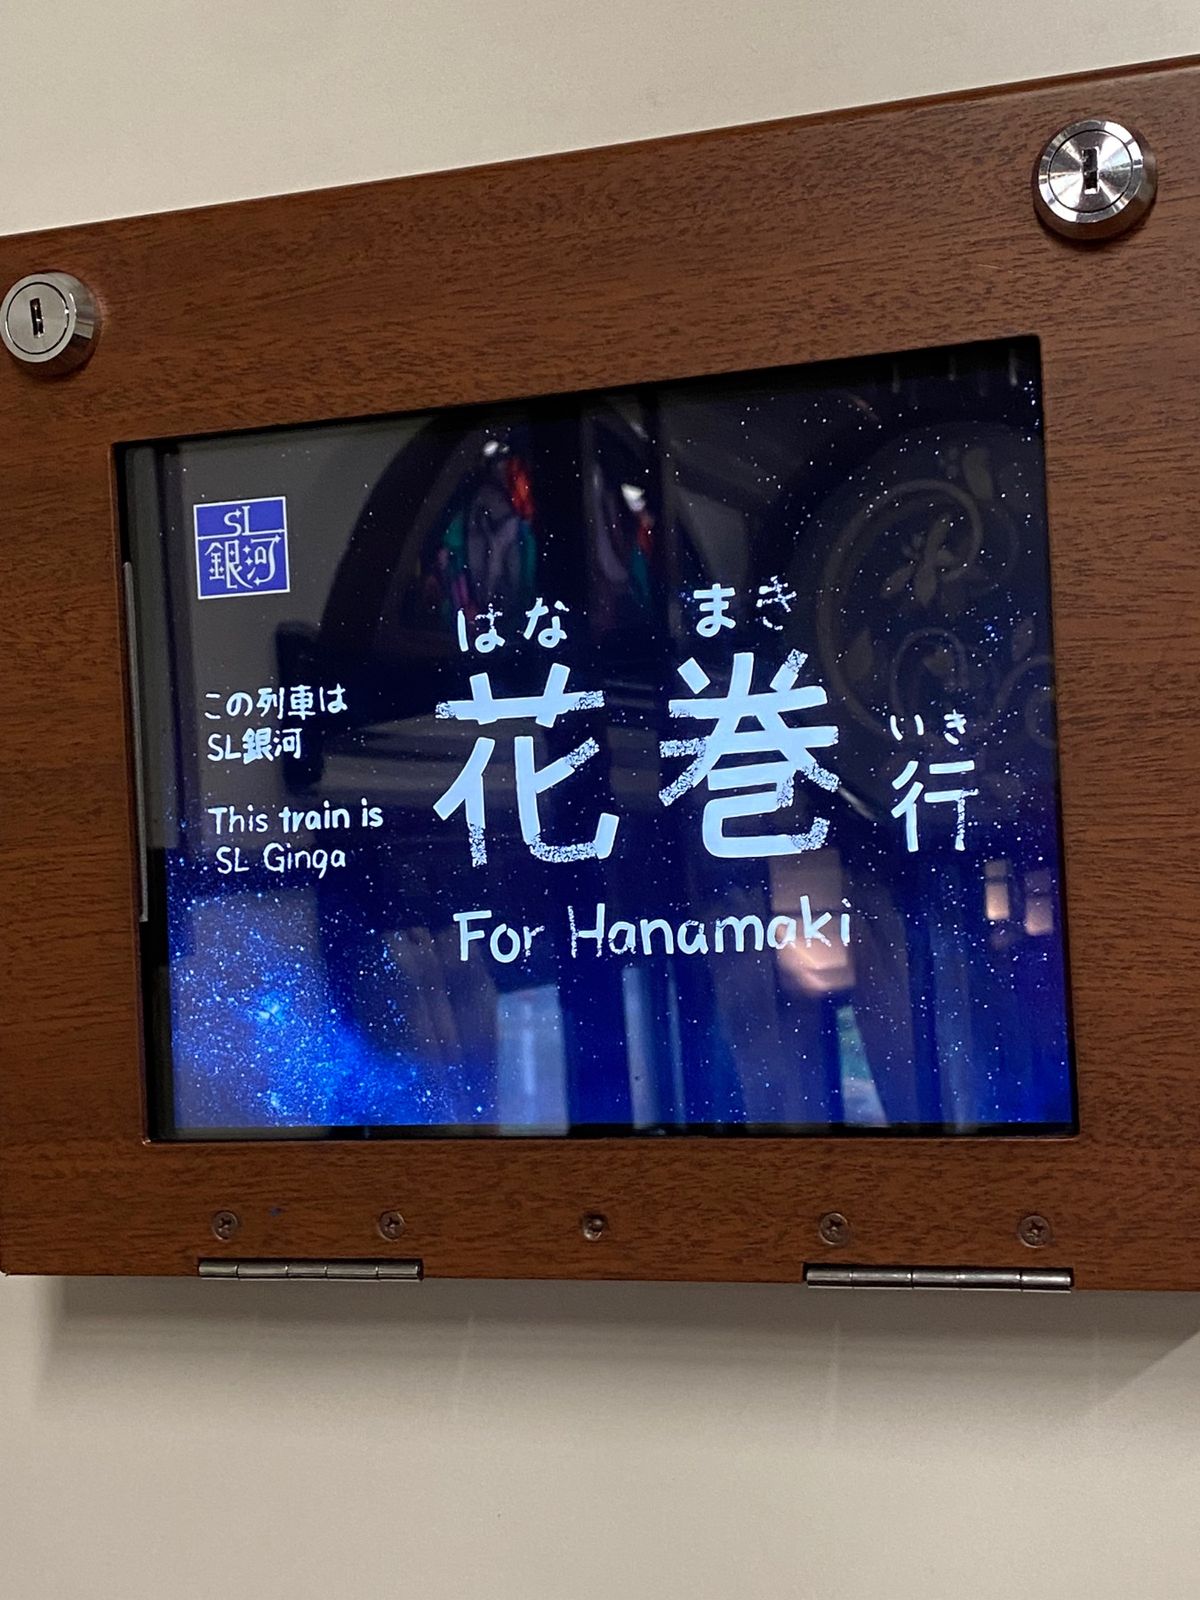 SL
銀河
この列車は
SL銀河
This train is
SL Ginga
はな まき
花巻
いき
行
For Hanamaki